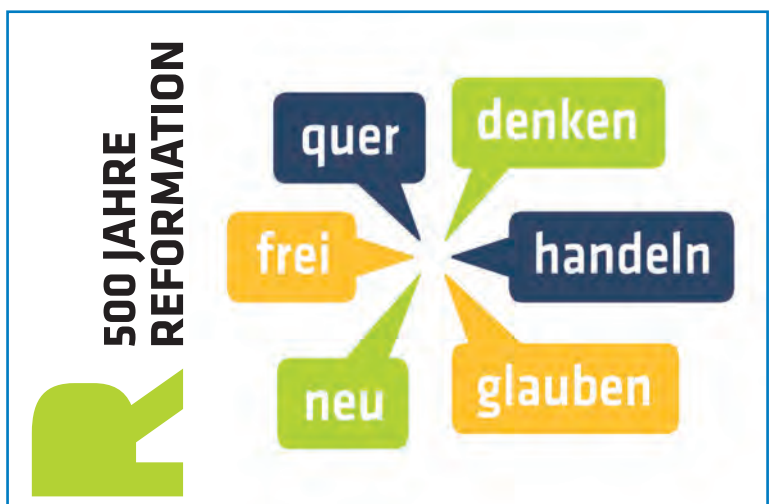 R
500 JAHRE
REFORMATION
quer
denken
frei
handeln
neu
glauben